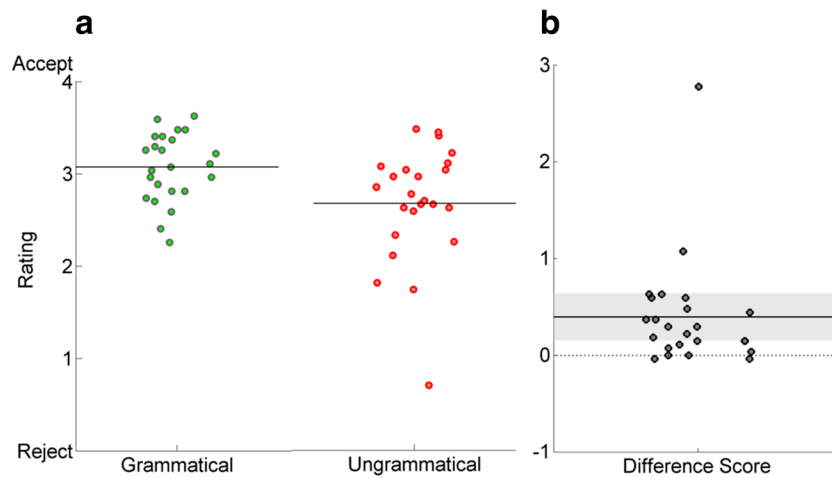 a
b
Accept
4
3
2
1
Reject
Rating
Grammatical
Ungrammatical
3
2
1
0
-1
Difference Score